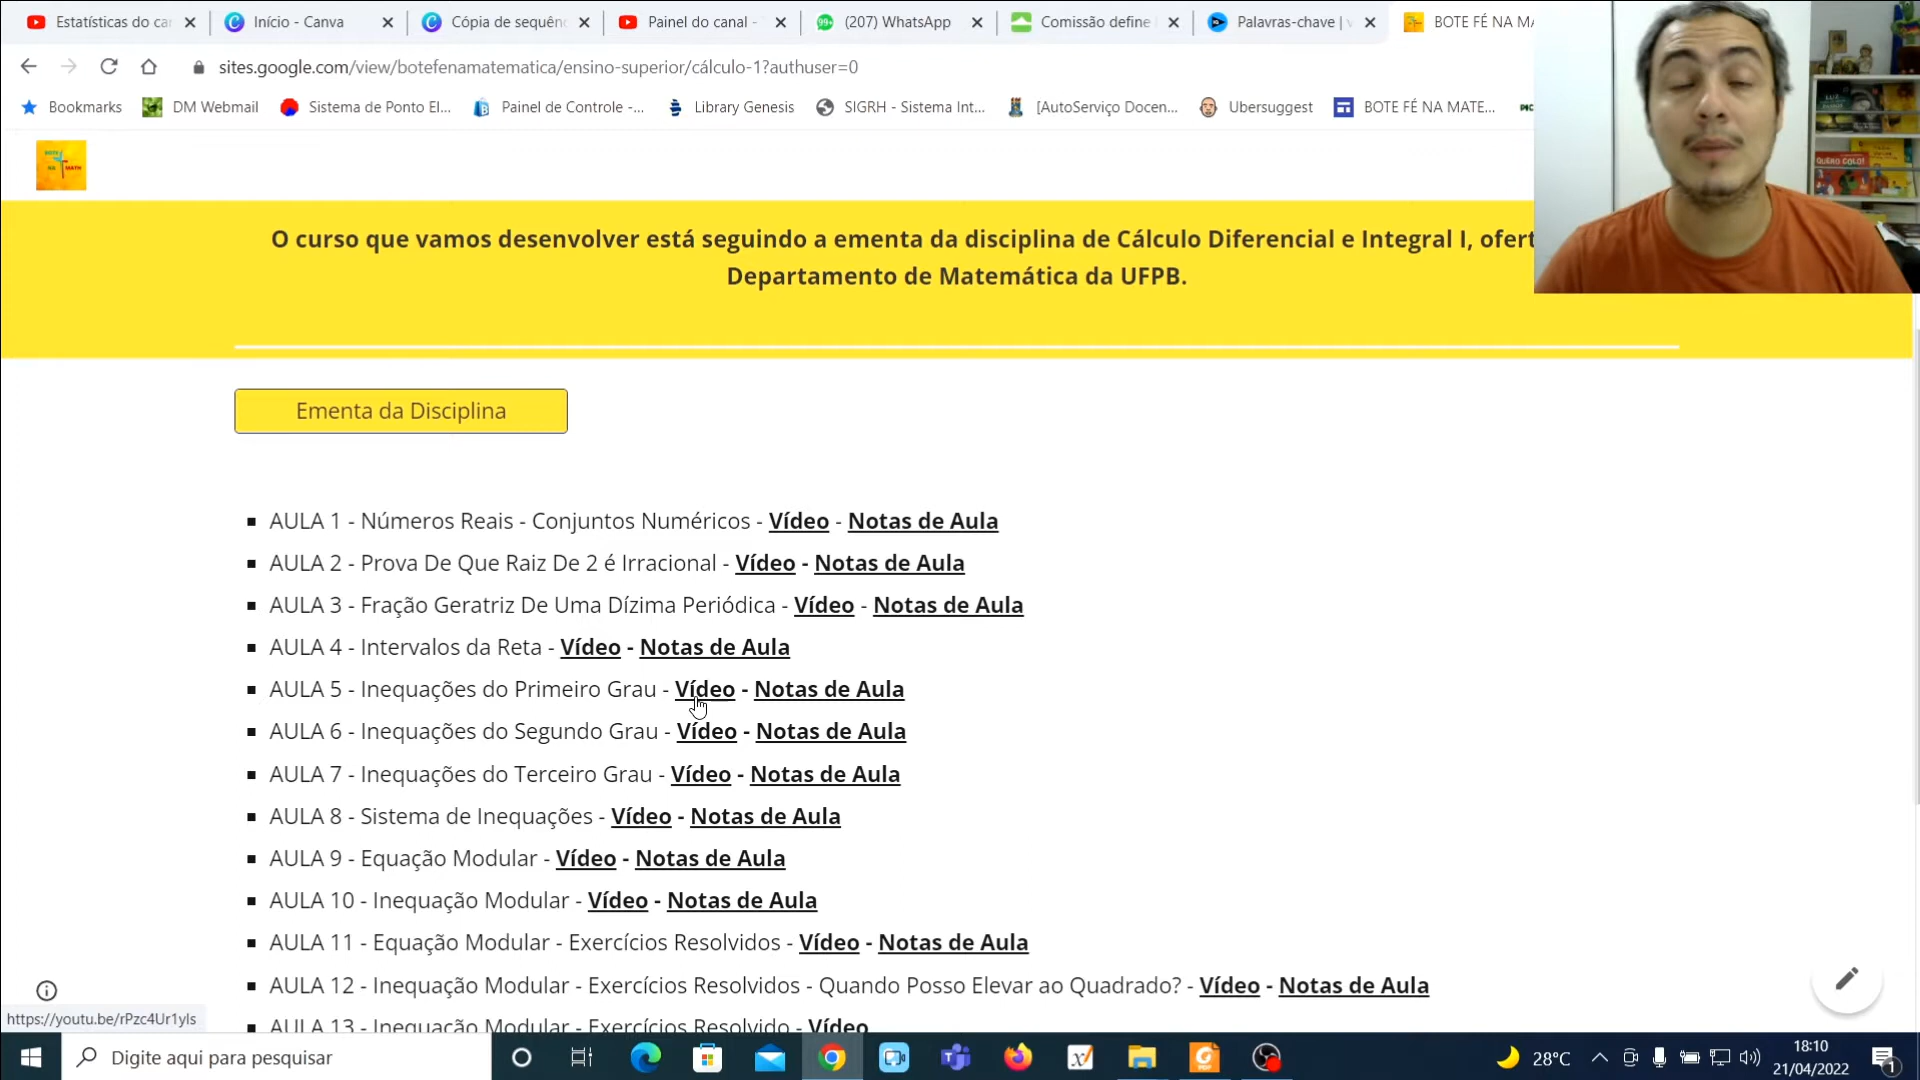 Estatísticas do ca
Início - Canva
Cópia de sequên
Painel do canal -
(207) WhatsApp
Comissão define
Palavras-chave | v
BOTE FÉ NA MA
sites.google.com/view/botefenamatematica/ensino-superior/cálculo-1?authuser=0
Bookmarks
DM Webmail
Sistema de Ponto El...
Painel de Controle -...
Library Genesis
SIGRH - Sistema Int...
[AutoServiço Docen...
Ubersuggest
BOTE FÉ NA MATE...
O curso que vamos desenvolver está seguindo a ementa da disciplina de Cálculo Diferencial e Integral I, ofert
Departamento de Matemática da UFPB.
Ementa da Disciplina
AULA 1 - Números Reais - Conjuntos Numéricos - Vídeo - Notas de Aula
AULA 2 - Prova De Que Raiz De 2 é Irracional - Vídeo - Notas de Aula
AULA 3 - Fração Geratriz De Uma Dízima Periódica - Vídeo - Notas de Aula
AULA 4 - Intervalos da Reta - Vídeo - Notas de Aula
AULA 5 - Inequações do Primeiro Grau - Vídeo - Notas de Aula
AULA 6 - Inequações do Segundo Grau - Vídeo - Notas de Aula
AULA 7 - Inequações do Terceiro Grau - Vídeo - Notas de Aula
AULA 8 - Sistema de Inequações - Vídeo - Notas de Aula
AULA 9 - Equação Modular - Vídeo - Notas de Aula
AULA 10 - Inequação Modular - Vídeo - Notas de Aula
AULA 11 - Equação Modular - Exercícios Resolvidos - Vídeo - Notas de Aula
AULA 12 - Inequação Modular - Exercícios Resolvidos - Quando Posso Elevar ao Quadrado? - Vídeo - Notas de Aula
AULA 13 - Inequação Modular - Exercícios Resolvido - Vídeo
https://youtu.be/rPzc4Ur1yls
Digite aqui para pesquisar
28°C
18:10
21/04/2022
1